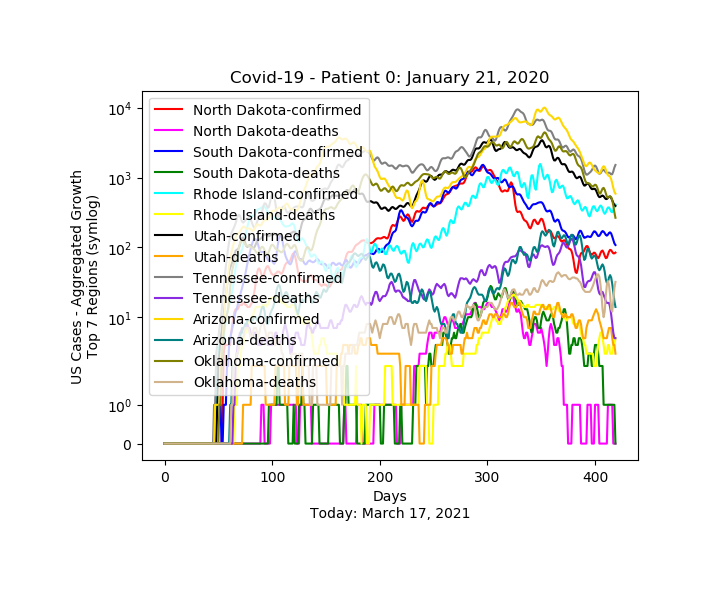 Covid-19 - Patient 0: January 21, 2020
US Cases - Aggregated Growth
Top 7 Regions (symlog)
10^4
10^3
10^2
10^1
10^0
0
North Dakota-confirmed
North Dakota-deaths
South Dakota-confirmed
South Dakota-deaths
Rhode Island-confirmed
Rhode Island-deaths
Utah-confirmed
Utah-deaths
Tennessee-confirmed
Tennessee-deaths
Arizona-confirmed
Arizona-deaths
Oklahoma-confirmed
Oklahoma-deaths
0 100 200 300 400
Days
Today: March 17, 2021